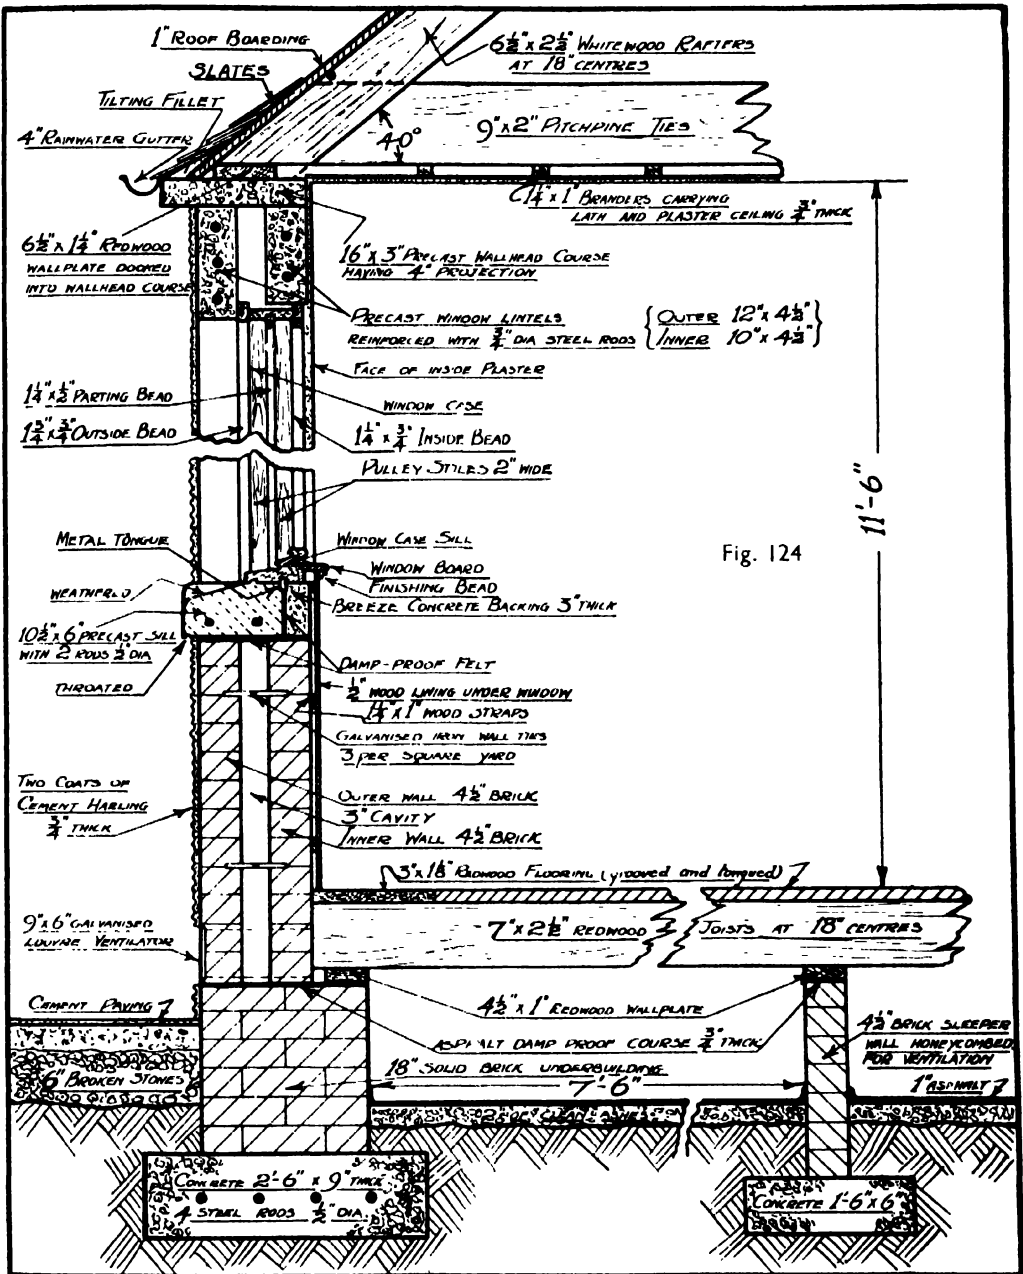 1" ROOF BOARDING
SLATES
TILTING FILLET
4" RAINWATER GUTTER
6½" x 2½" WHITEWOOD RAFTERS
AT 18" CENTRES
9" x 2" PITCHPINE TIES
40°
1¼" x 1" BRANDERS CARRYING
LATH AND PLASTER CEILING ¾" THICK
6½" x 1¼" REDWOOD
WALLPLATE DOOKED
INTO WALLHEAD COURSE
16" x 3" PRECAST WALLHEAD COURSE
HAVING 4" PROJECTION
PRECAST WINDOW LINTELS
REINFORCED WITH ¾" DIA STEEL RODS
{OUTER 12" x 4½"}
{INNER 10" x 4½"}
FACE OF INSIDE PLASTER
1¼" x ½" PARTING BEAD
WINDOW CASE
1¾" x ¾" OUTSIDE BEAD
1¼" x ¾" INSIDE BEAD
PULLEY STILES 2" WIDE
11'-6"
METAL TONGUE
WINDOW CASE SILL
Fig. 124
WINDOW BOARD
WEATHERED
FINISHING BEAD
BREEZE CONCRETE BACKING 3" THICK
10½" x 6" PRECAST SILL
WITH 2 RODS ½" DIA
THROATED
DAMP-PROOF FELT
½" WOOD LINING UNDER WINDOW
1¼" x 1" WOOD STRAPS
GALVANISED IRON WALL TIES
3 PER SQUARE YARD
TWO COATS OF
CEMENT HARLING
¾" THICK
OUTER WALL 4½" BRICK
3" CAVITY
INNER WALL 4½" BRICK
3" x 1⅛" REDWOOD FLOORING (grooved and tongued)
9" x 6" GALVANISED
LOUVRE VENTILATOR
7" x 2½" REDWOOD JOISTS AT 18" CENTRES
CEMENT PAVING
4½" x 1" REDWOOD WALLPLATE
ASPHALT DAMP PROOF COURSE ¾" THICK
4½" BRICK SLEEPER
WALL HONEYCOMBED
FOR VENTILATION
6" BROKEN STONES
18" SOLID BRICK UNDERBUILDING
7'-6"
1" ASPHALT
CONCRETE 2'-6" x 9" THICK
4 STEEL RODS ½" DIA.
CONCRETE 1'-6" x 6"